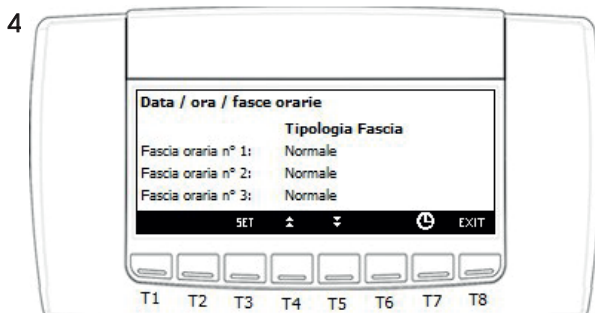 4
Data / ora / fasce orarie
Tipologia Fascia
Fascia oraria n° 1: Normale
Fascia oraria n° 2: Normale
Fascia oraria n° 3: Normale
SET EXIT
T1 T2 T3 T4 T5 T6 T7 T8